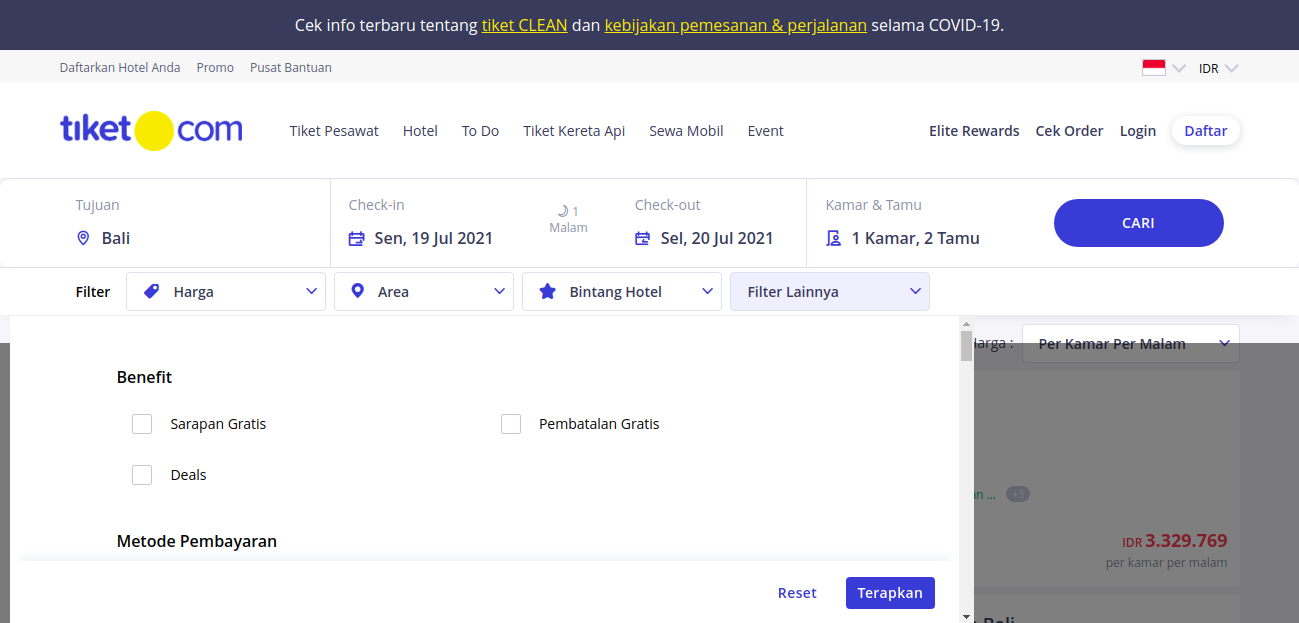 Cek info terbaru tentang tiket CLEAN dan kebijakan pemesanan & perjalanan selama COVID-19.
Daftarkan Hotel Anda Promo Pusat Bantuan IDR
tiket com Tiket Pesawat Hotel To Do Tiket Kereta Api Sewa Mobil Event Elite Rewards Cek Order Login Daftar
Tujuan Check-in Check-out Kamar & Tamu
1
Malam
Bali Sen, 19 Jul 2021 Sel, 20 Jul 2021 1 Kamar, 2 Tamu CARI
Filter Harga Area Bintang Hotel Filter Lainnya
: Per Kamar Per Malam
Benefit
Sarapan Gratis Pembatalan Gratis
Deals
+3
Metode Pembayaran
IDR 3.329.769
per kamar per malam
Reset Terapkan